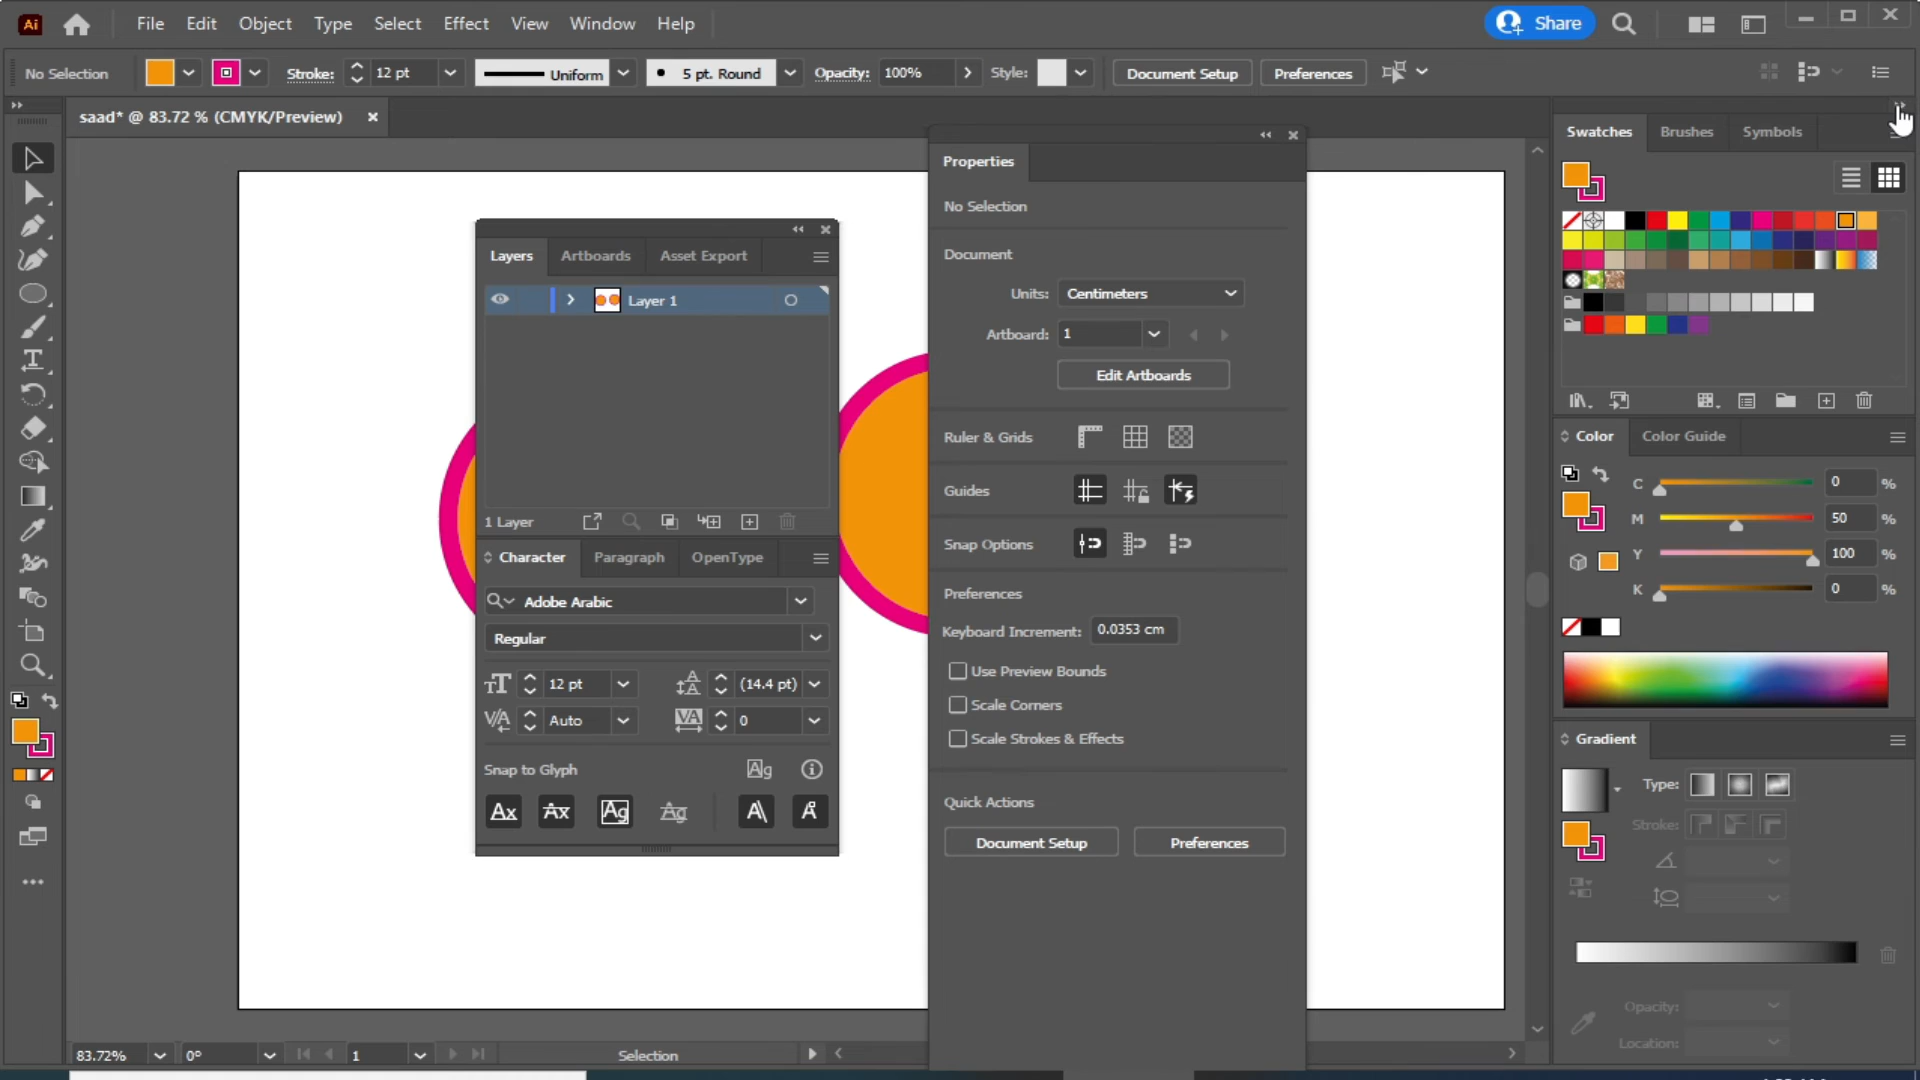 Ai File Edit Object Type Select Effect View Window Help Share
No Selection Stroke: 12 pt Uniform 5 pt. Round Opacity: 100% Style: Document Setup Preferences
saad* @ 83.72 % (CMYK/Preview)
Layers Artboards Asset Export
Layer 1
1 Layer
Character Paragraph OpenType
Adobe Arabic
Regular
12 pt (14.4 pt)
Auto 0
Snap to Glyph
Properties
No Selection
Document
Units: Centimeters
Artboard: 1
Edit Artboards
Ruler & Grids
Guides
Snap Options
Preferences
Keyboard Increment: 0.0353 cm
Use Preview Bounds
Scale Corners
Scale Strokes & Effects
Quick Actions
Document Setup Preferences
Swatches Brushes Symbols
Color Color Guide
C 0 %
M 50 %
Y 100 %
K 0 %
Gradient
Type:
Stroke:
Opacity:
Location:
83.72% 0° 1 Selection